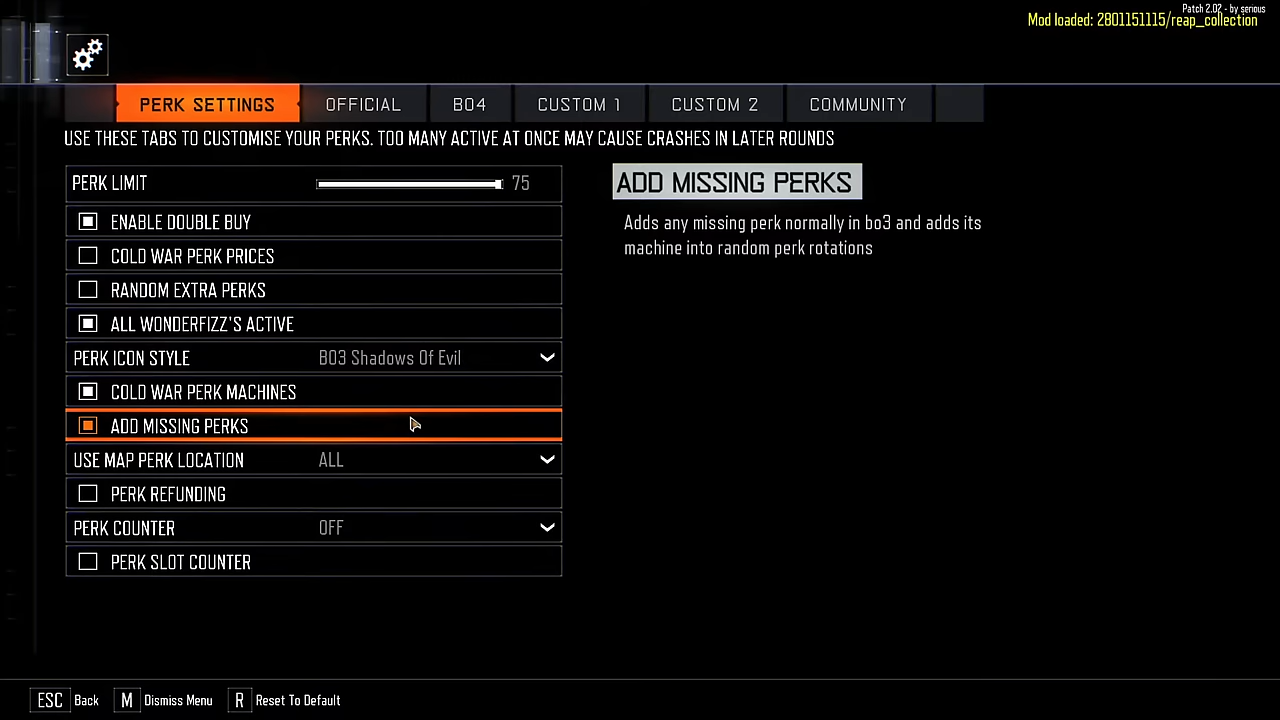 Patch 2.02 - by serious
Mod loaded: 2801151115/reap_collection
PERK SETTINGS
OFFICIAL
BO4
CUSTOM 1
CUSTOM 2
COMMUNITY
USE THESE TABS TO CUSTOMISE YOUR PERKS. TOO MANY ACTIVE AT ONCE MAY CAUSE CRASHES IN LATER ROUNDS
PERK LIMIT 75
ENABLE DOUBLE BUY
COLD WAR PERK PRICES
RANDOM EXTRA PERKS
ALL WONDERFIZZ'S ACTIVE
PERK ICON STYLE BO3 Shadows Of Evil
COLD WAR PERK MACHINES
ADD MISSING PERKS
USE MAP PERK LOCATION ALL
PERK REFUNDING
PERK COUNTER OFF
PERK SLOT COUNTER
ADD MISSING PERKS
Adds any missing perk normally in bo3 and adds its
machine into random perk rotations
ESC Back M Dismiss Menu R Reset To Default